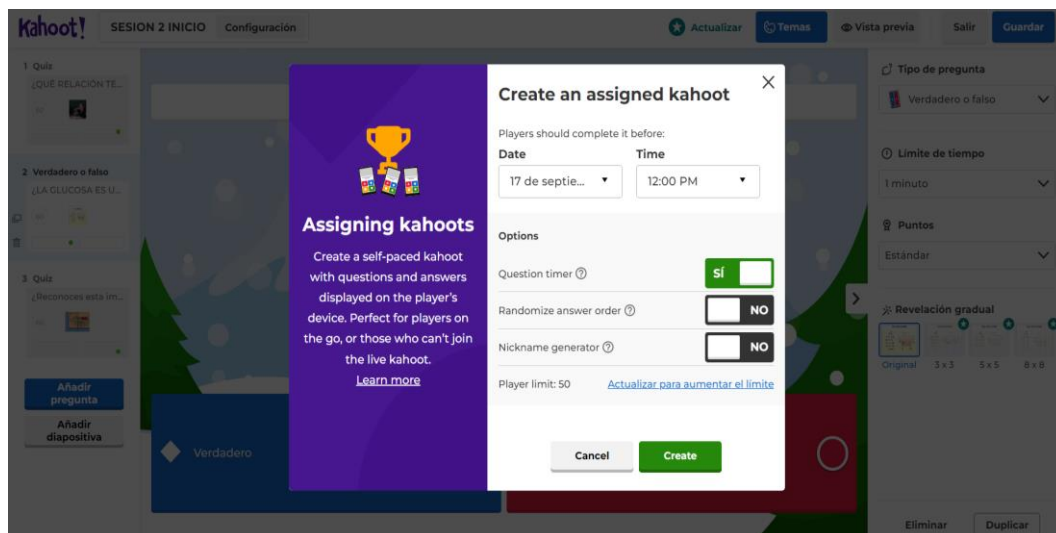 Kahoot!
SESION 2 INICIO
Configuración
Actualizar
Temas
Vista previa
Salir
Guardar
1 Quiz
¿QUÉ RELACIÓN TE...
2 Verdadero o falso
¿LA GLUCOSA ES U...
3 Quiz
¿Reconoces esta im...
Añadir
pregunta
Añadir
diapositiva
Verdadero
Assigning kahoots
Create a self-paced kahoot
with questions and answers
displayed on the player's
device. Perfect for players on
the go, or those who can't join
the live kahoot.
Learn more
Create an assigned kahoot
Players should complete it before:
Date
Time
17 de septie...
12:00 PM
Options
Question timer
SÍ
Randomize answer order
NO
Nickname generator
NO
Player limit: 50
Actualizar para aumentar el límite
Cancel
Create
Tipo de pregunta
Verdadero o falso
Límite de tiempo
1 minuto
Puntos
Estándar
Revelación gradual
Original
3 x 3
5 x 5
8 x 8
Eliminar
Duplicar